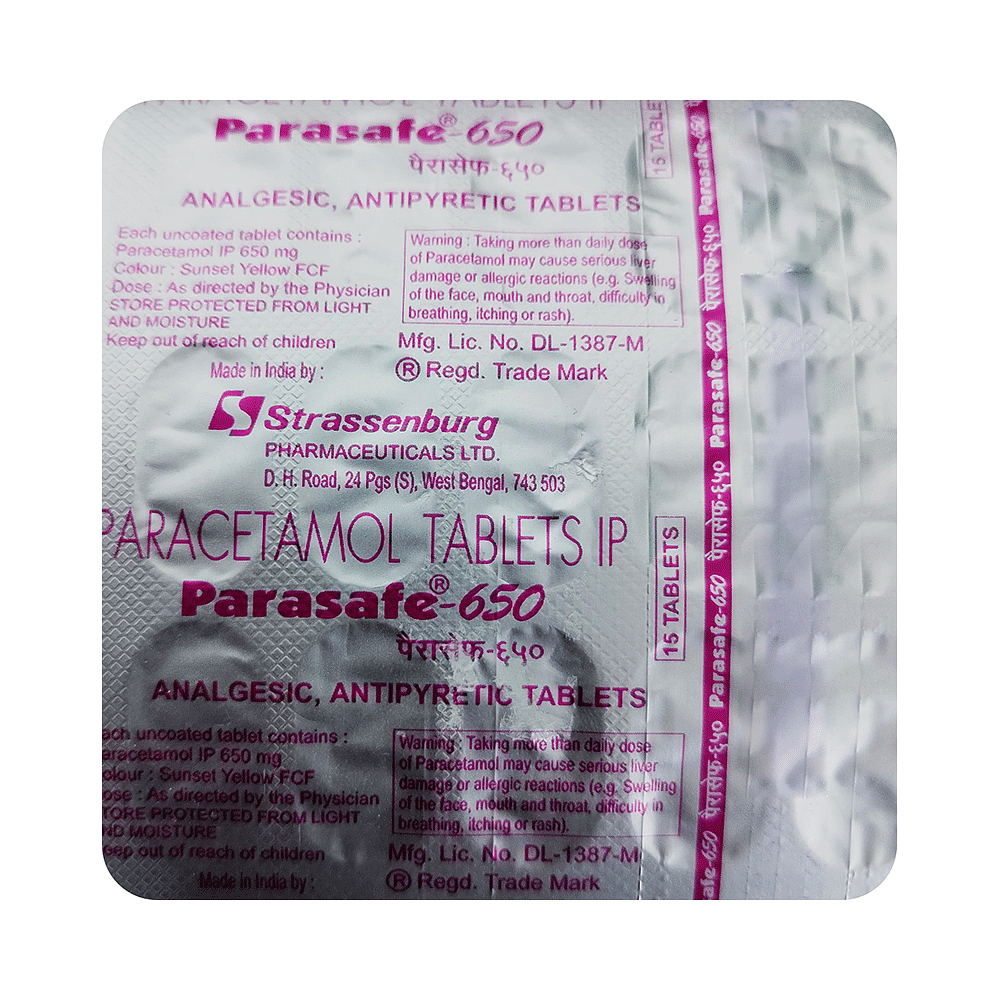 PARACETAMOL TABLETS IP
Parasafe®-650
पैरासेफ-६५०
ANALGESIC, ANTIPYRETIC TABLETS
Each uncoated tablet contains :
Paracetamol IP 650 mg
Colour : Sunset Yellow FCF
Dose : As directed by the Physician
STORE PROTECTED FROM LIGHT
AND MOISTURE
Keep out of reach of children
Warning : Taking more than daily dose
of Paracetamol may cause serious liver
damage or allergic reactions (e.g. Swelling
of the face, mouth and throat, difficulty in
breathing, itching or rash).
Mfg. Lic. No. DL-1387-M
Made in India by :
® Regd. Trade Mark
Strassenburg
PHARMACEUTICALS LTD.
D. H. Road, 24 Pgs (S), West Bengal, 743 503
PARACETAMOL TABLETS IP
Parasafe®-650
पैरासेफ-६५०
ANALGESIC, ANTIPYRETIC TABLETS
ach uncoated tablet contains :
aracetamol IP 650 mg
olour : Sunset Yellow FCF
ose : As directed by the Physician
TORE PROTECTED FROM LIGHT
ND MOISTURE
eep out of reach of children
Warning : Taking more than daily dose
of Paracetamol may cause serious liver
damage or allergic reactions (e.g. Swelling
of the face, mouth and throat, difficulty in
breathing, itching or rash).
Mfg. Lic. No. DL-1387-M
Made in India by :
® Regd. Trade Mark
15 TABLE
15 TABLETS
afe-650 पैरासेफ-६५० Parasafe-650 पैरासेफ-६५० Parasafe-650 पैरासेफ-६५० Parasafe-650